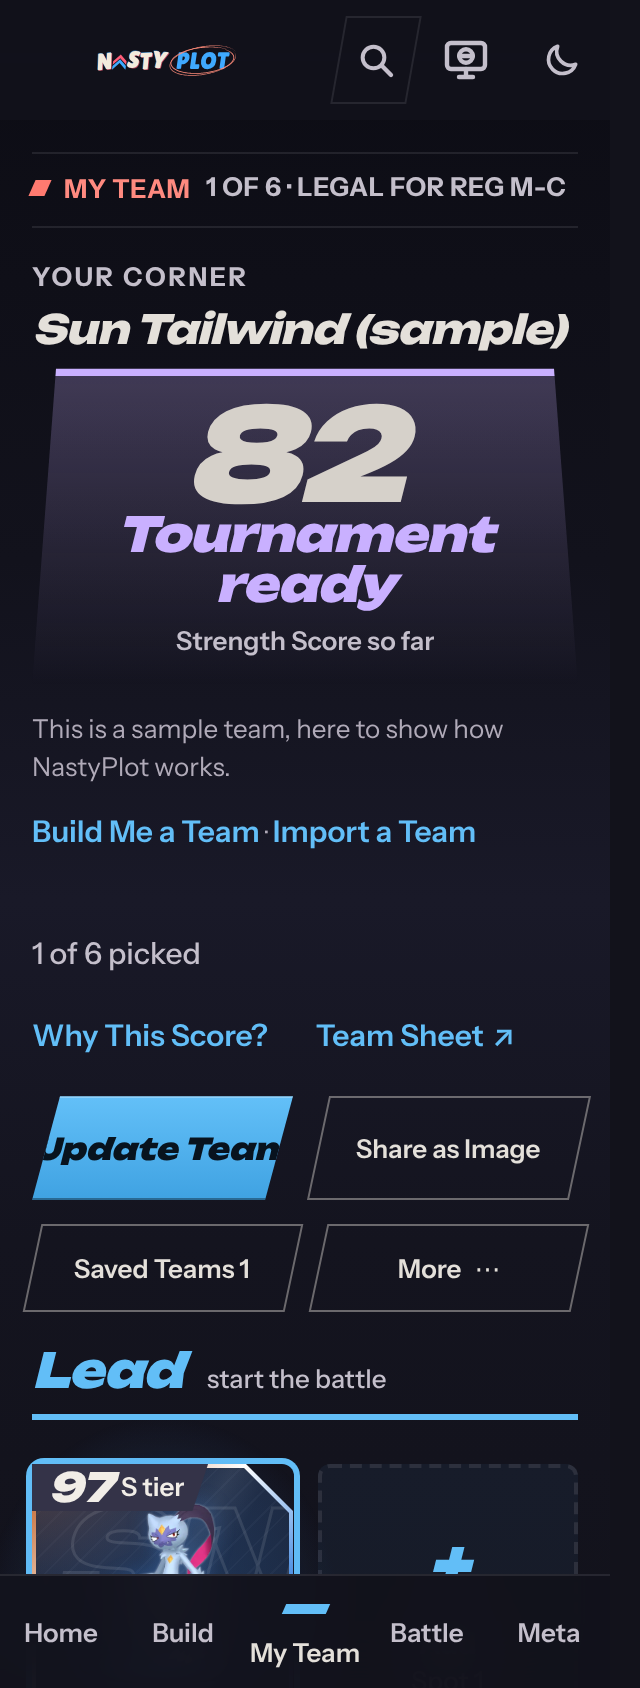 NASTY PLOT
MY TEAM 1 OF 6 · LEGAL FOR REG M-C
YOUR CORNER
Sun Tailwind (sample)
82
Tournament
ready
Strength Score so far
This is a sample team, here to show how
NastyPlot works.
Build Me a Team · Import a Team
1 of 6 picked
Why This Score? Team Sheet ↗
Update Team Share as Image
Saved Teams 1 More ···
Lead start the battle
97 S tier
+
Home Build My Team Battle Meta